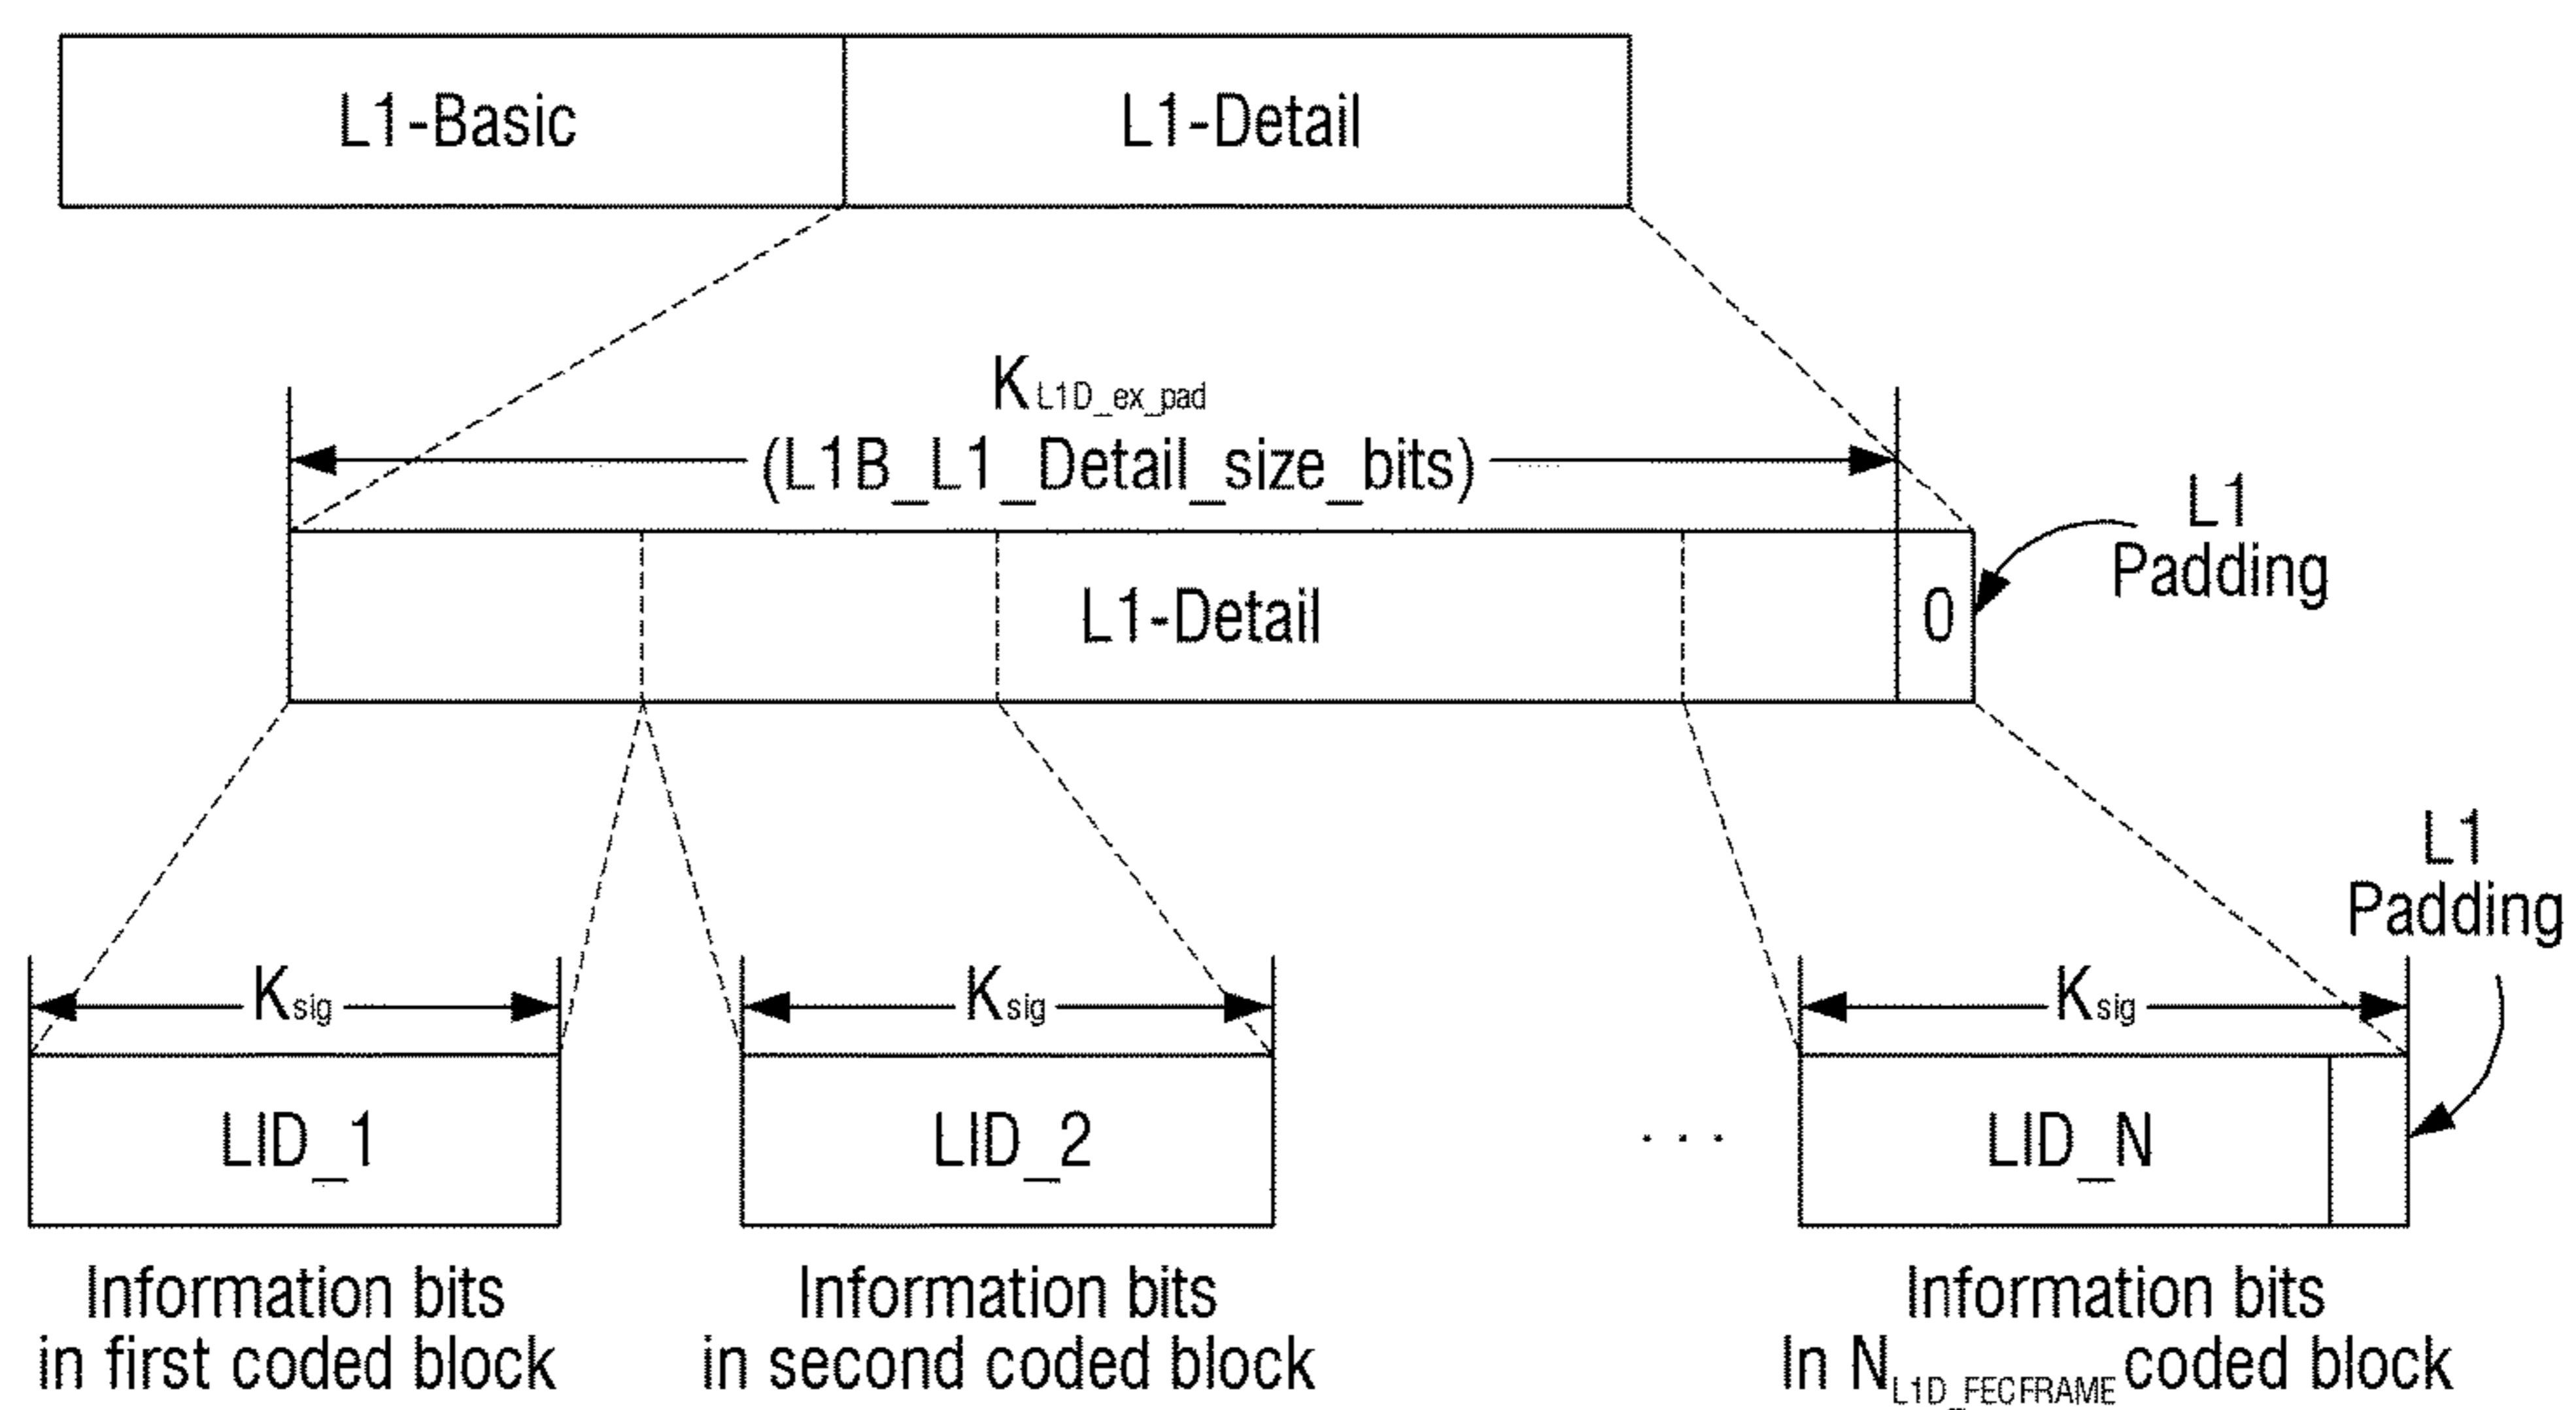 L1-Basic
L1-Detail
K L1D_ex_pad
(L1B_L1_Detail_size_bits)
L1
Padding
L1-Detail
0
L1
Padding
Ksig
Ksig
Ksig
LID_1
LID_2
...
LID_N
Information bits
in first coded block
Information bits
in second coded block
Information bits
In NL1D_FECFRAME coded block